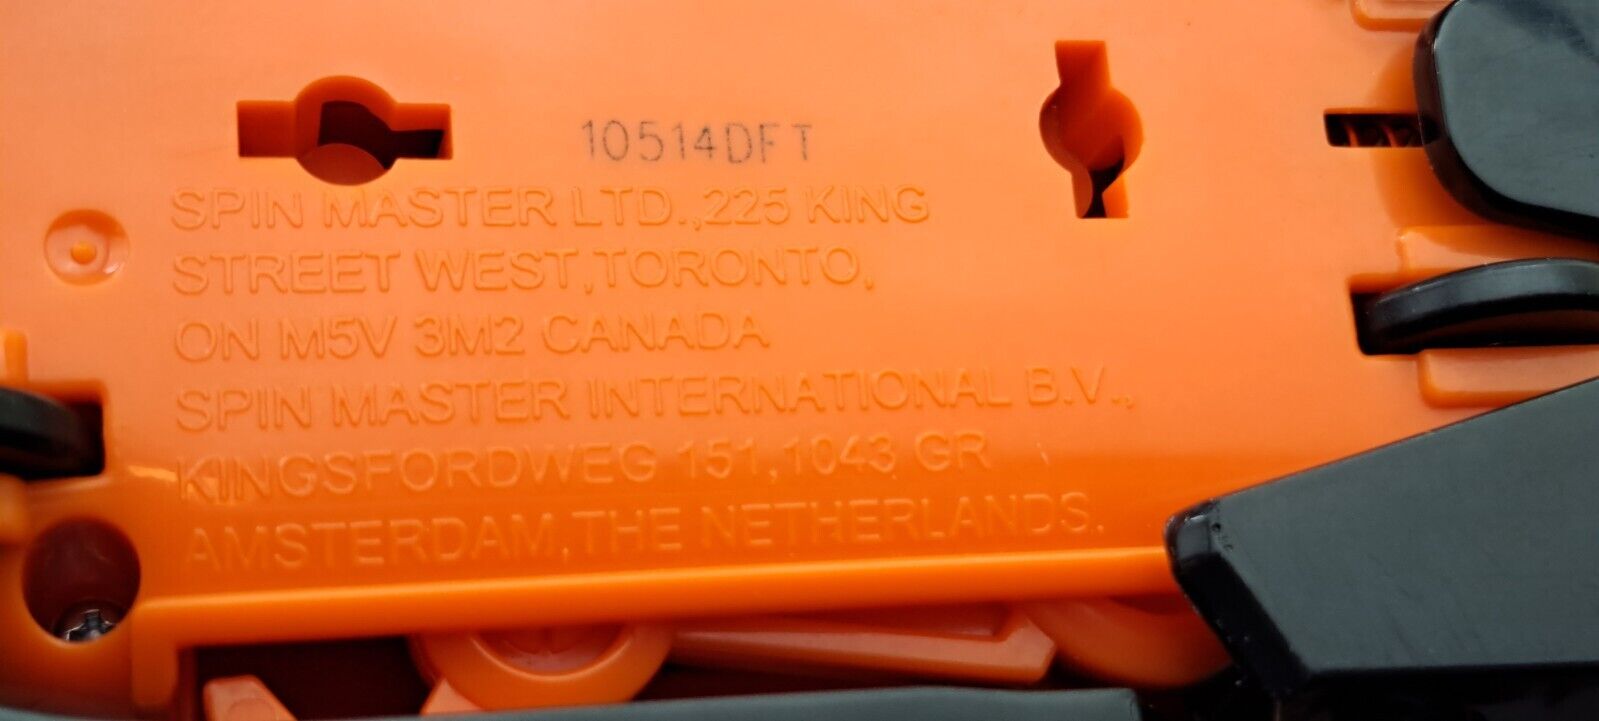 10514DFT
SPIN MASTER LTD.,225 KING
STREET WEST,TORONTO,
ON M5V 3M2 CANADA
SPIN MASTER INTERNATIONAL B.V.,
KINGSFORDWEG 151,1043 GR
AMSTERDAM,THE NETHERLANDS.